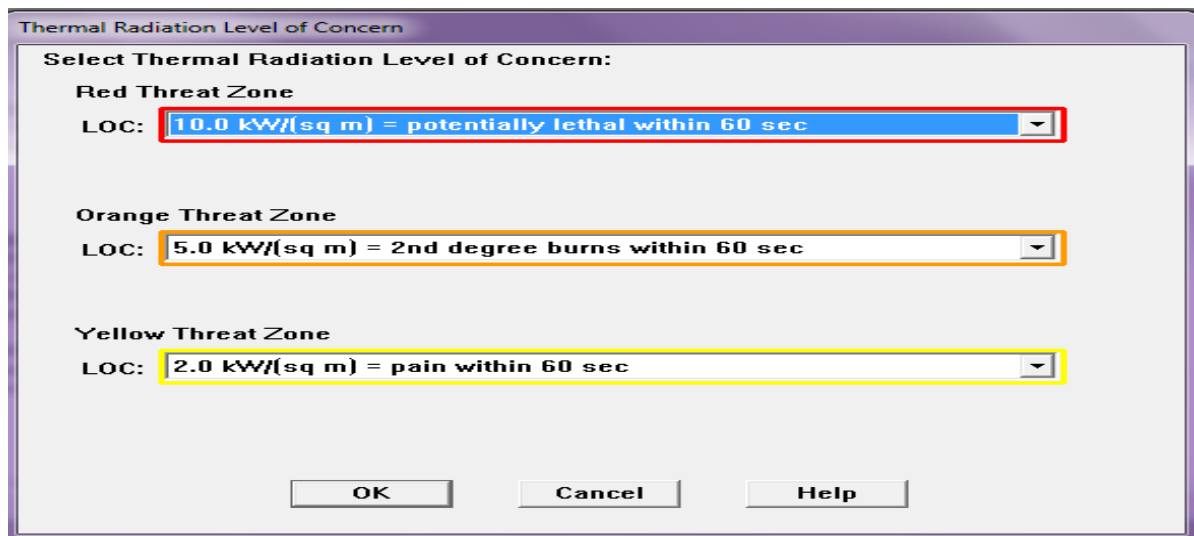 Thermal Radiation Level of Concern
Select Thermal Radiation Level of Concern:
Red Threat Zone
LOC: 10.0 kW/(sq m) = potentially lethal within 60 sec
Orange Threat Zone
LOC: 5.0 kW/(sq m) = 2nd degree burns within 60 sec
Yellow Threat Zone
LOC: 2.0 kW/(sq m) = pain within 60 sec
OK Cancel Help